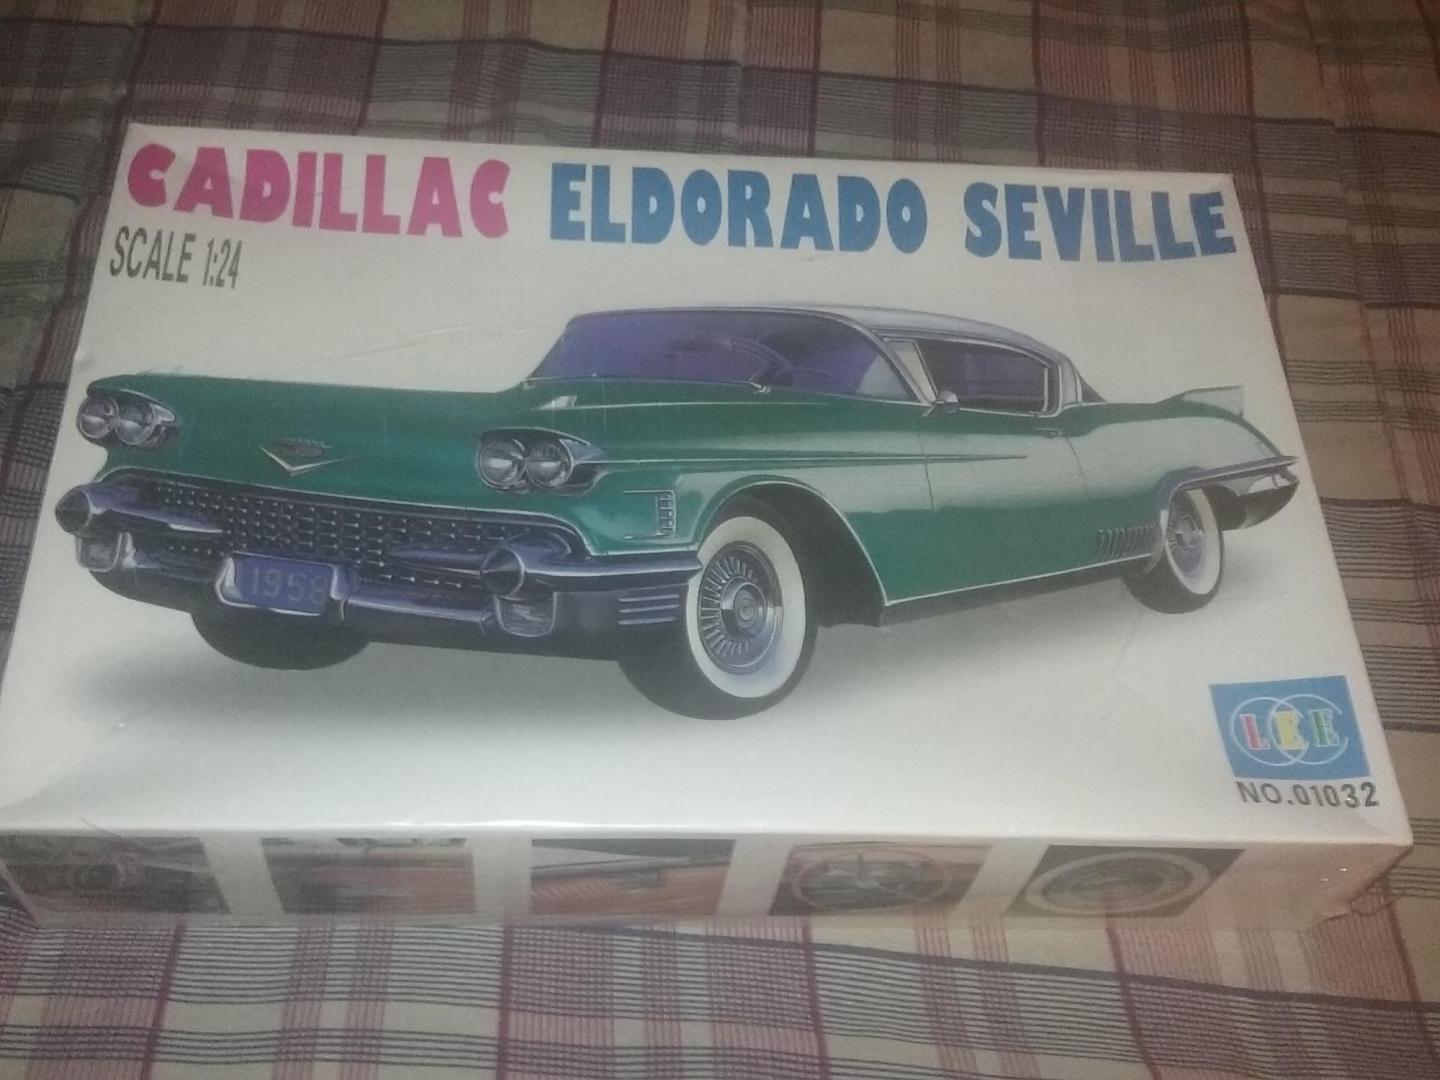 CADILLAC ELDORADO SEVILLE
SCALE 1:24
1958
LEE
NO.01032